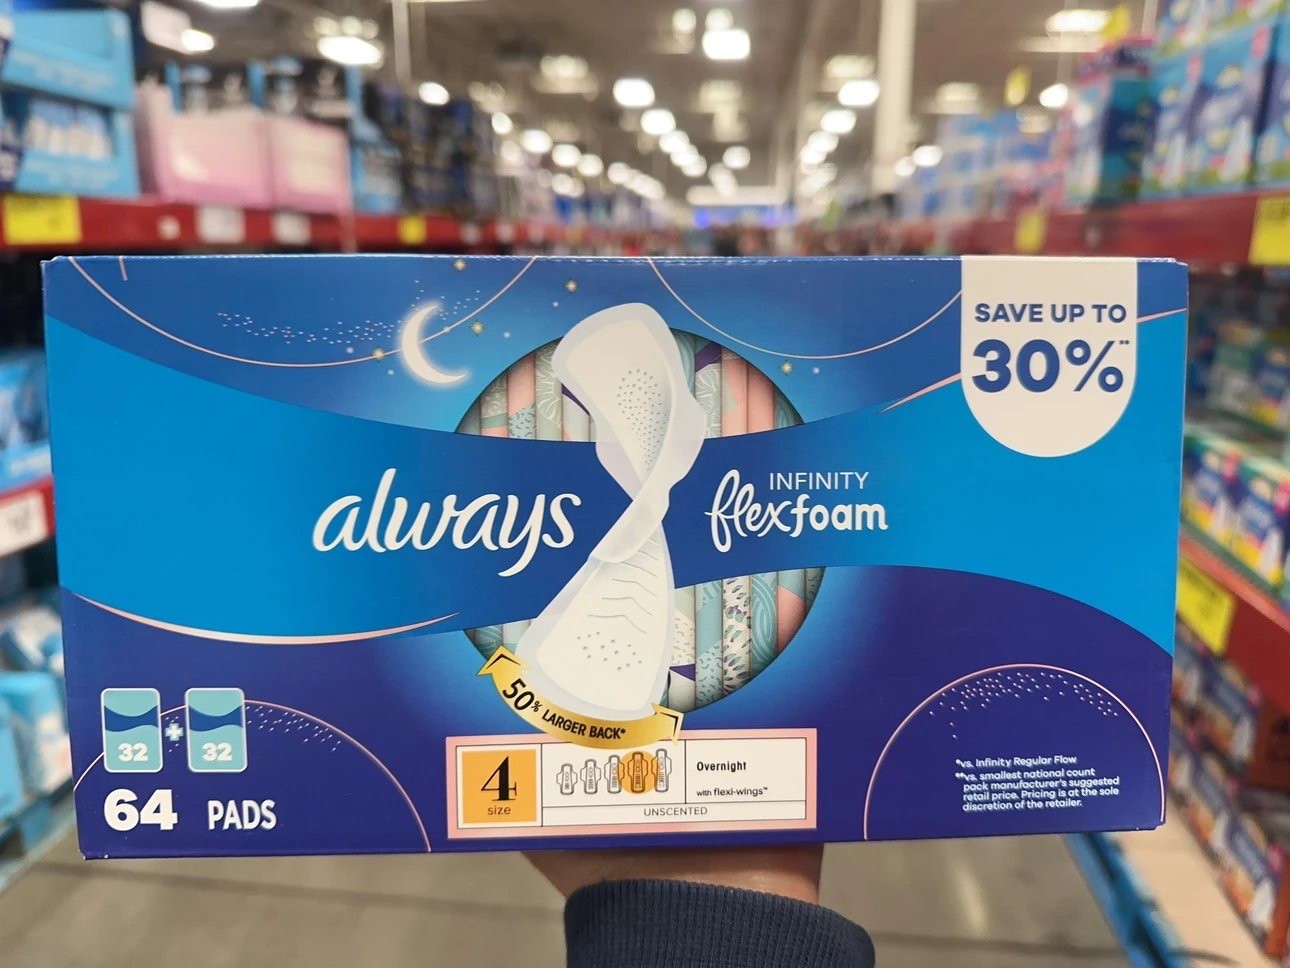 SAVE UP TO
30%**
always
INFINITY
flexfoam
50% LARGER BACK*
32 + 32
64 PADS
4
size
Overnight
with flexi-wings™
UNSCENTED
*vs. Infinity Regular Flow
**vs. smallest national count
pack manufacturer's suggested
retail price. Pricing is at the sole
discretion of the retailer.